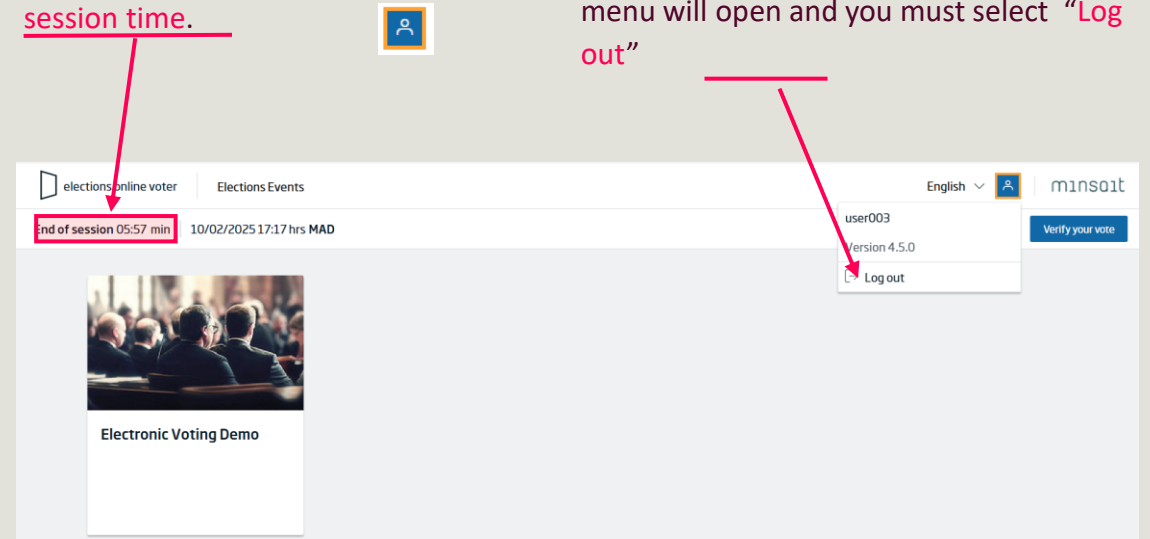 session time.
menu will open and you must select “Log
out”
elections online voter
Elections Events
English
minsait
End of session 05:57 min
10/02/2025 17:17 hrs MAD
user003
Version 4.5.0
Log out
Verify your vote
Electronic Voting Demo